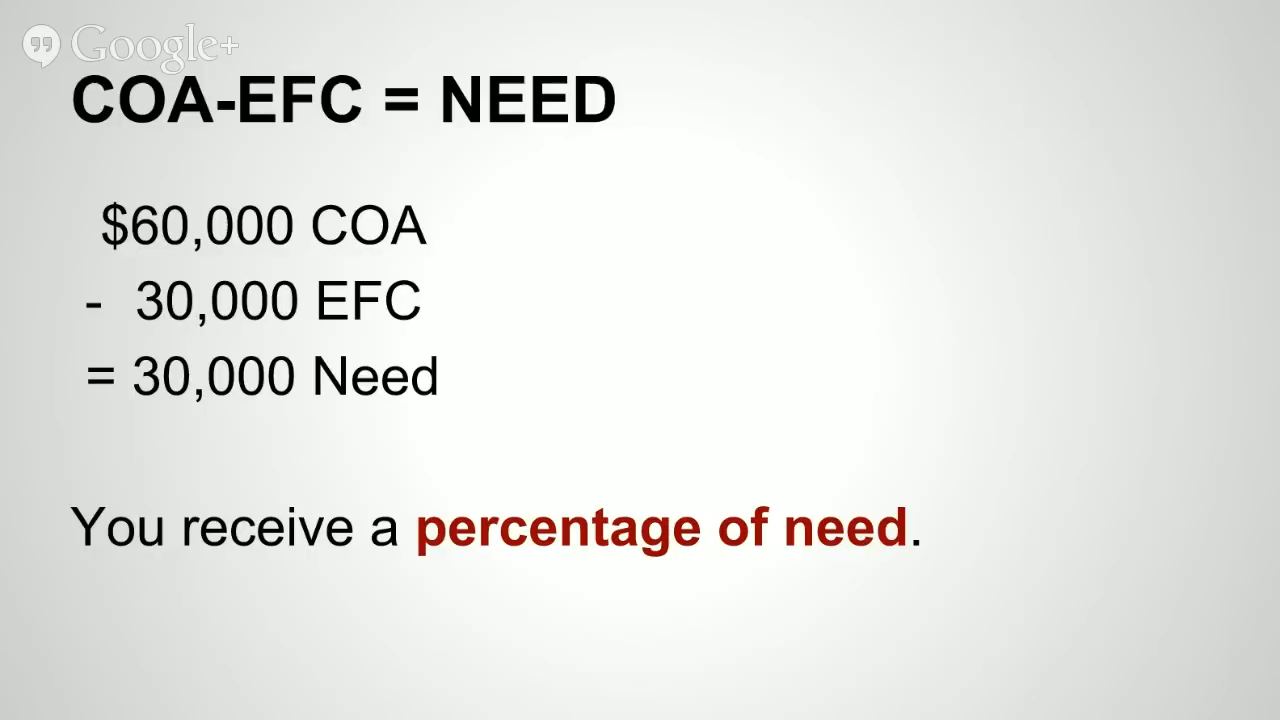 Google+
COA-EFC = NEED
$60,000 COA
- 30,000 EFC
= 30,000 Need
You receive a percentage of need.